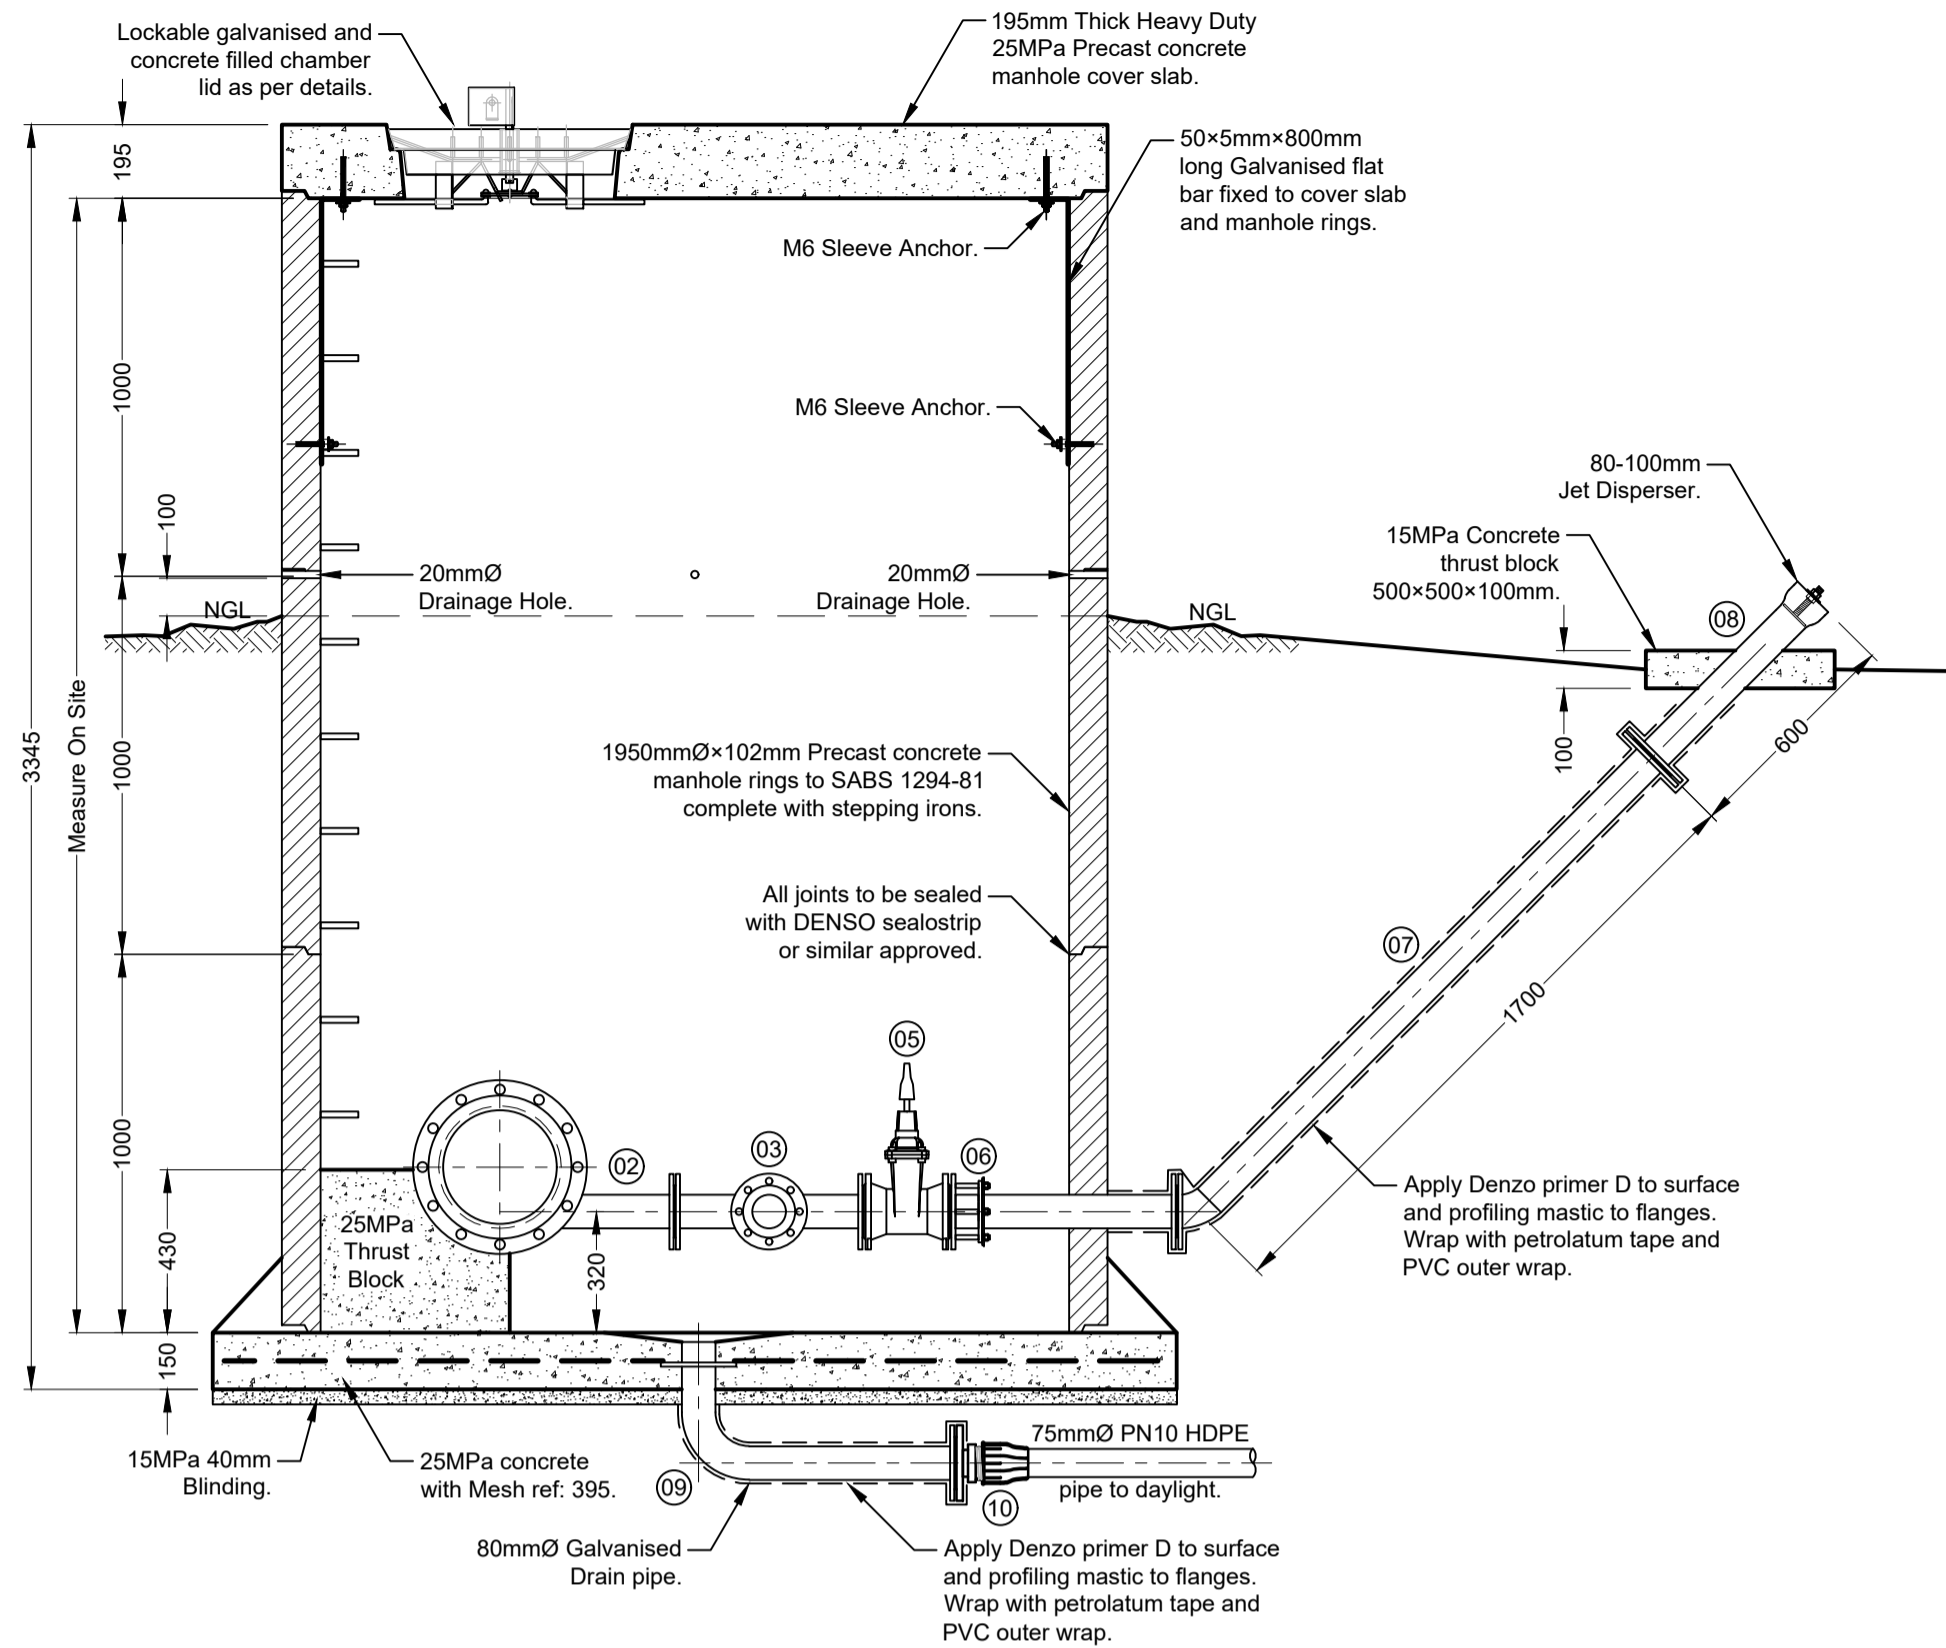 Lockable galvanised and
concrete filled chamber
lid as per details.
195mm Thick Heavy Duty
25MPa Precast concrete
manhole cover slab.
50×5mm×800mm
long Galvanised flat
bar fixed to cover slab
and manhole rings.
M6 Sleeve Anchor.
M6 Sleeve Anchor.
195
1000
100
3345
Measure On Site
1000
1000
430
150
NGL
20mmØ
Drainage Hole.
20mmØ
Drainage Hole.
NGL
80-100mm
Jet Disperser.
15MPa Concrete
thrust block
500×500×100mm.
08
100
600
1950mmØ×102mm Precast concrete
manhole rings to SABS 1294-81
complete with stepping irons.
All joints to be sealed
with DENSO sealostrip
or similar approved.
07
1700
05
02
03
06
25MPa
Thrust
Block
320
Apply Denzo primer D to surface
and profiling mastic to flanges.
Wrap with petrolatum tape and
PVC outer wrap.
15MPa 40mm
Blinding.
25MPa concrete
with Mesh ref: 395.
09
75mmØ PN10 HDPE
pipe to daylight.
10
80mmØ Galvanised
Drain pipe.
Apply Denzo primer D to surface
and profiling mastic to flanges.
Wrap with petrolatum tape and
PVC outer wrap.